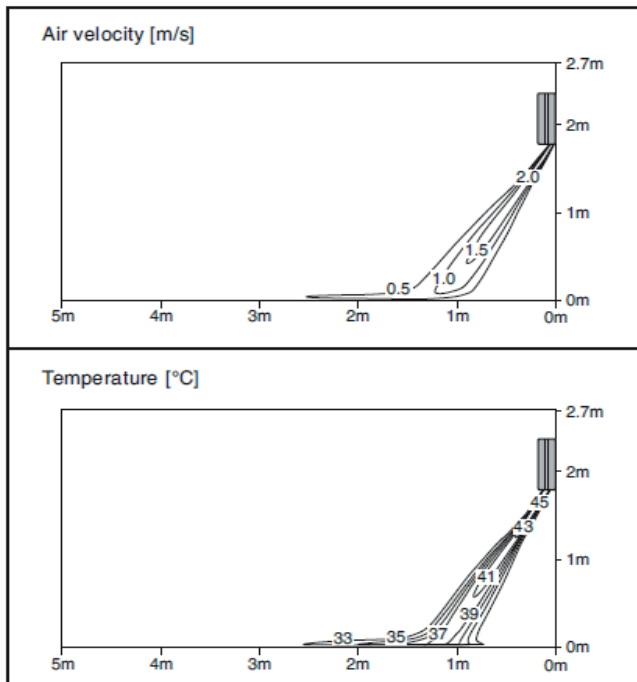 Air velocity [m/s]
2.7m
2m
2.0
1m
1.5
1.0
0.5
0m
5m 4m 3m 2m 1m 0m
Temperature [°C]
2.7m
2m
45
43
1m
41
39
33 35 37
0m
5m 4m 3m 2m 1m 0m